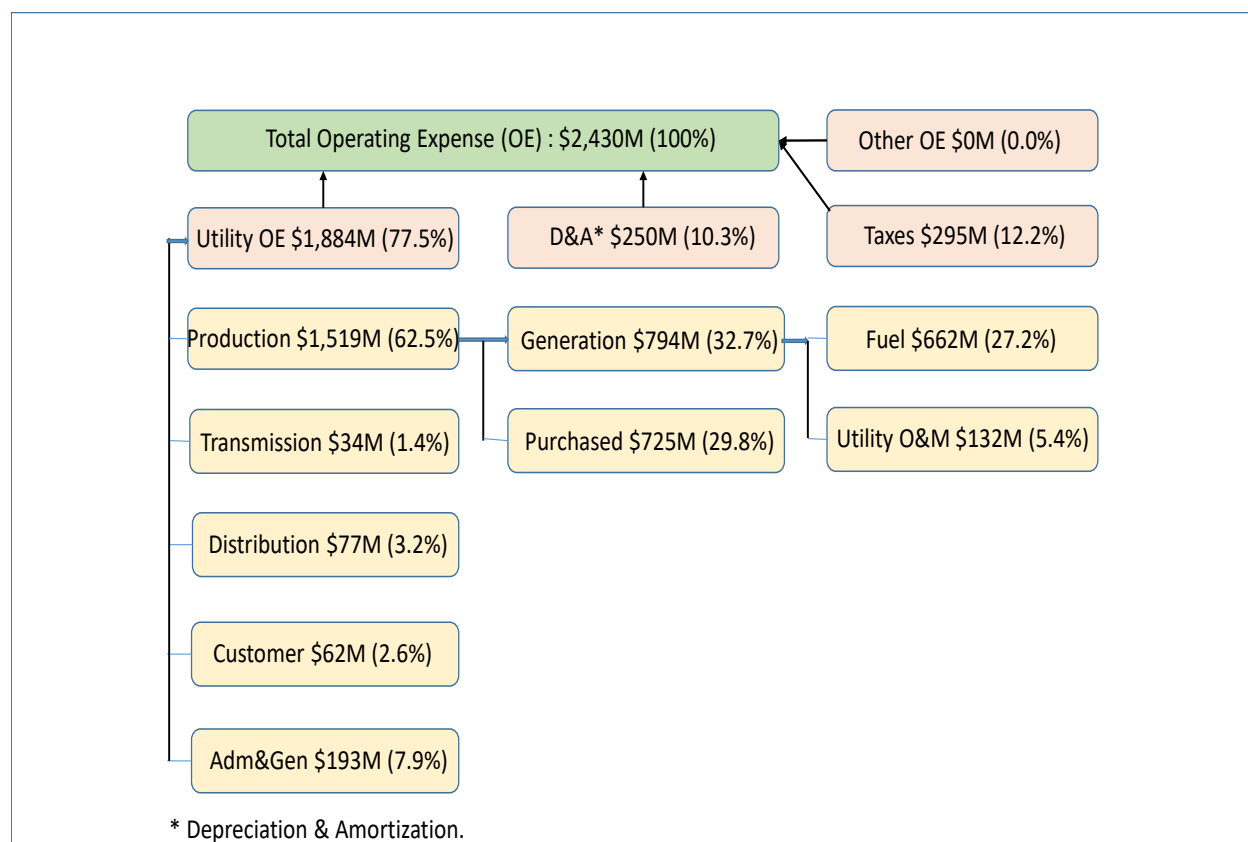 Total Operating Expense (OE) : $2,430M (100%)
Other OE $0M (0.0%)
Utility OE $1,884M (77.5%)
D&A* $250M (10.3%)
Taxes $295M (12.2%)
Production $1,519M (62.5%)
Generation $794M (32.7%)
Fuel $662M (27.2%)
Transmission $34M (1.4%)
Purchased $725M (29.8%)
Utility O&M $132M (5.4%)
Distribution $77M (3.2%)
Customer $62M (2.6%)
Adm&Gen $193M (7.9%)
* Depreciation & Amortization.